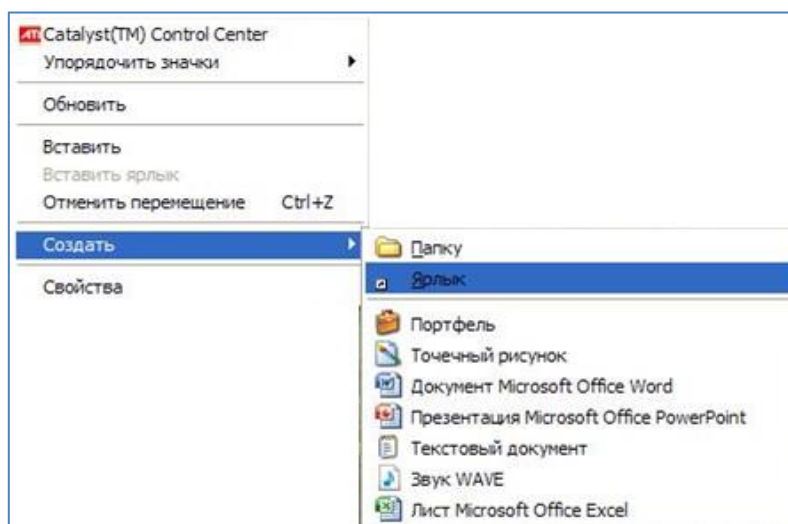 ATI Catalyst(TM) Control Center
Упорядочить значки
Обновить
Вставить
Вставить ярлык
Отменить перемещение Ctrl+Z
Создать
Свойства
Папку
Ярлык
Портфель
Точечный рисунок
Документ Microsoft Office Word
Презентация Microsoft Office PowerPoint
Текстовый документ
Звук WAVE
Лист Microsoft Office Excel